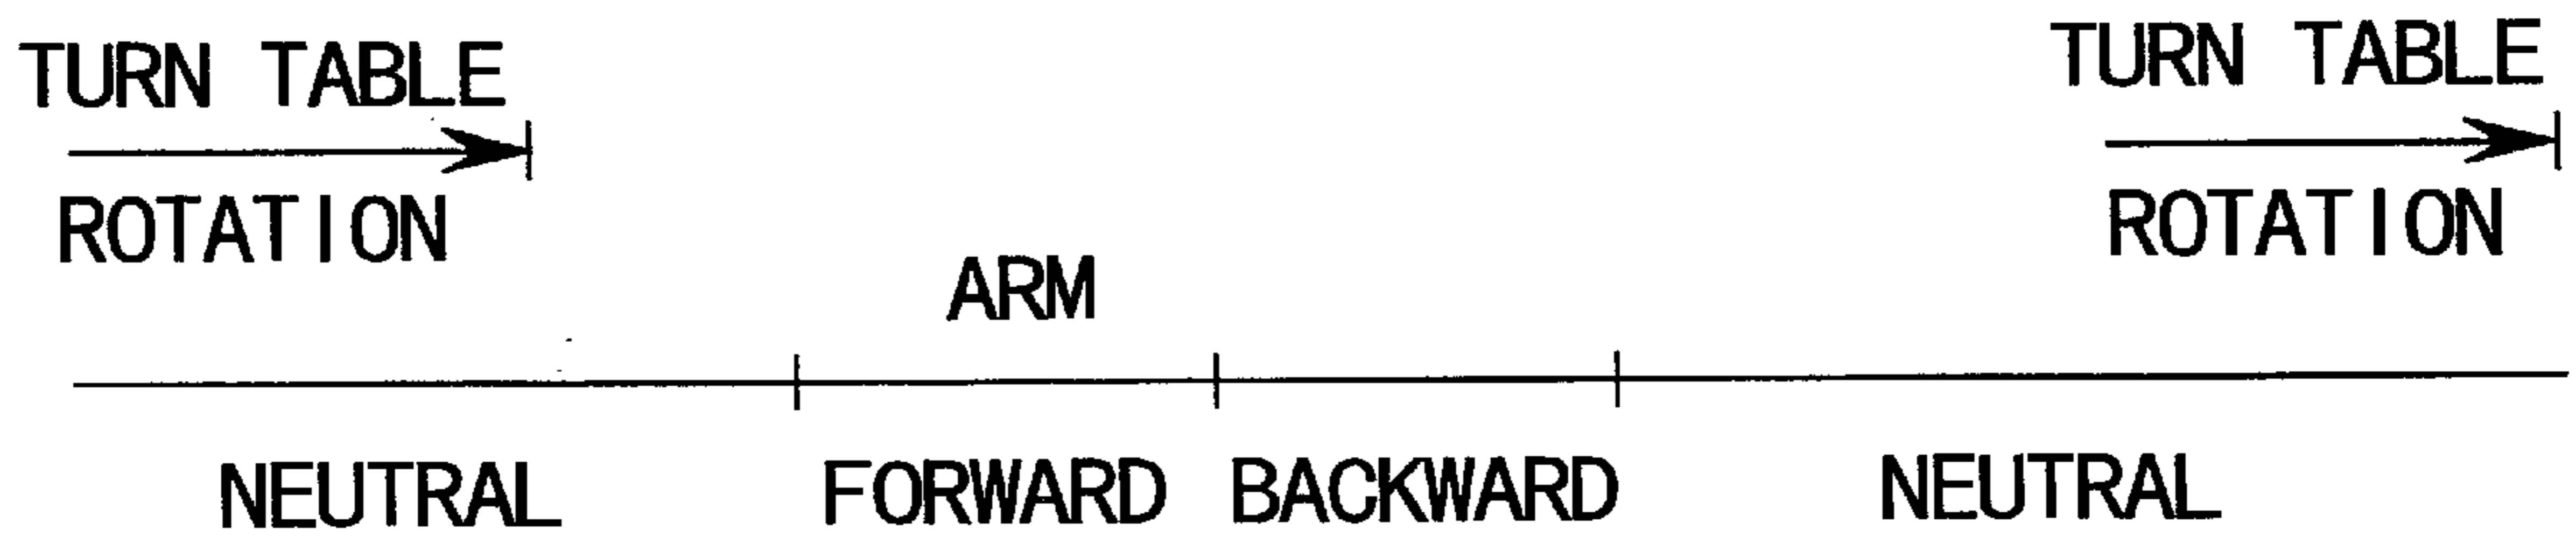 TURN TABLE
ROTATION
TURN TABLE
ROTATION
ARM
NEUTRAL FORWARD BACKWARD NEUTRAL